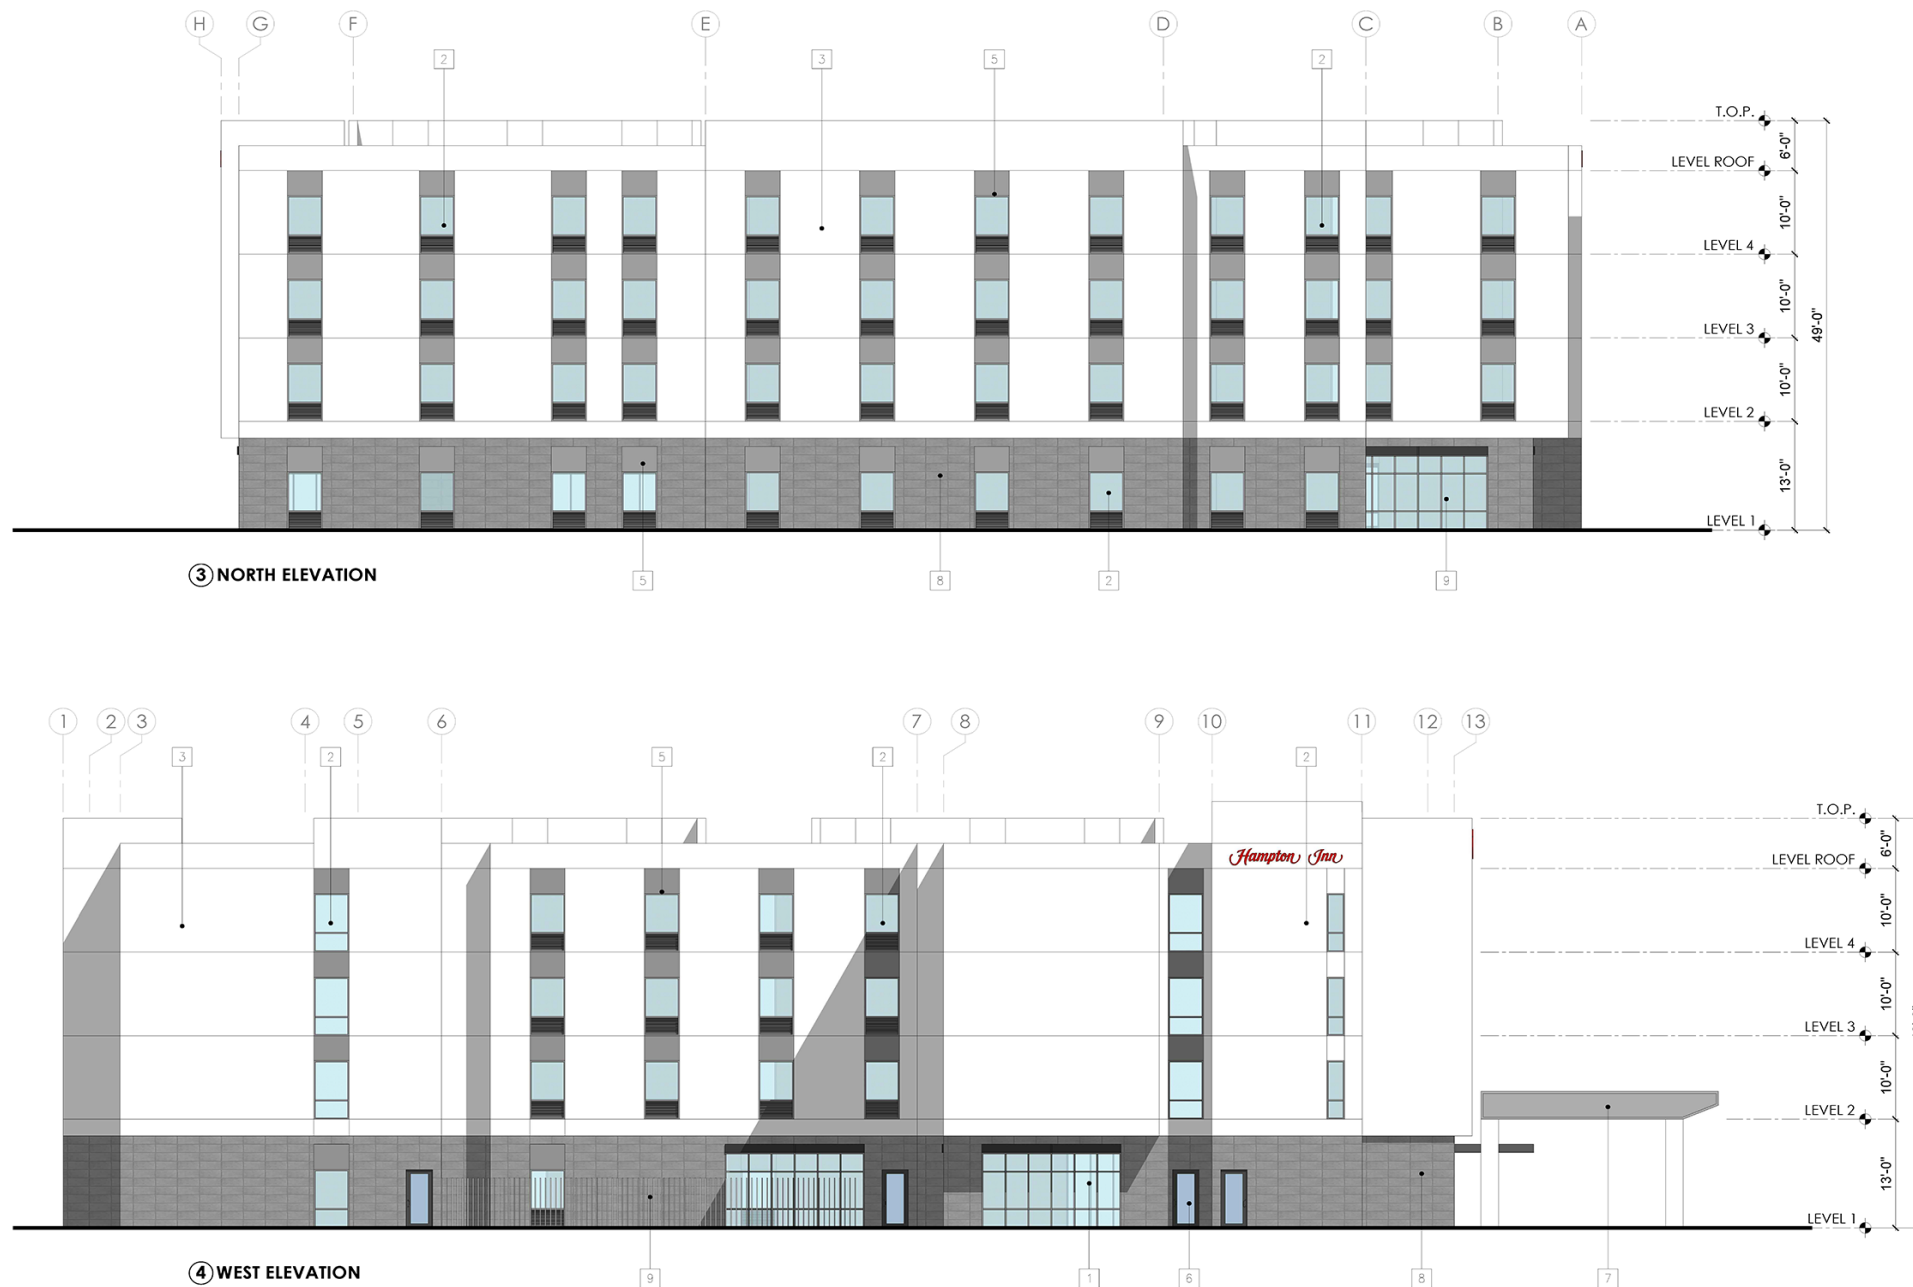 H G F E D C B A
2 3 5 2
T.O.P.
6'-0"
LEVEL ROOF
10'-0"
LEVEL 4
10'-0"
LEVEL 3
49'-0"
10'-0"
LEVEL 2
13'-0"
LEVEL 1
3 NORTH ELEVATION
5 8 2 9
1 2 3 4 5 6 7 8 9 10 11 12 13
3 2 5 2 2
T.O.P.
6'-0"
Hampton Inn
LEVEL ROOF
10'-0"
LEVEL 4
10'-0"
LEVEL 3
10'-0"
LEVEL 2
13'-0"
LEVEL 1
4 WEST ELEVATION
9 1 6 8 7